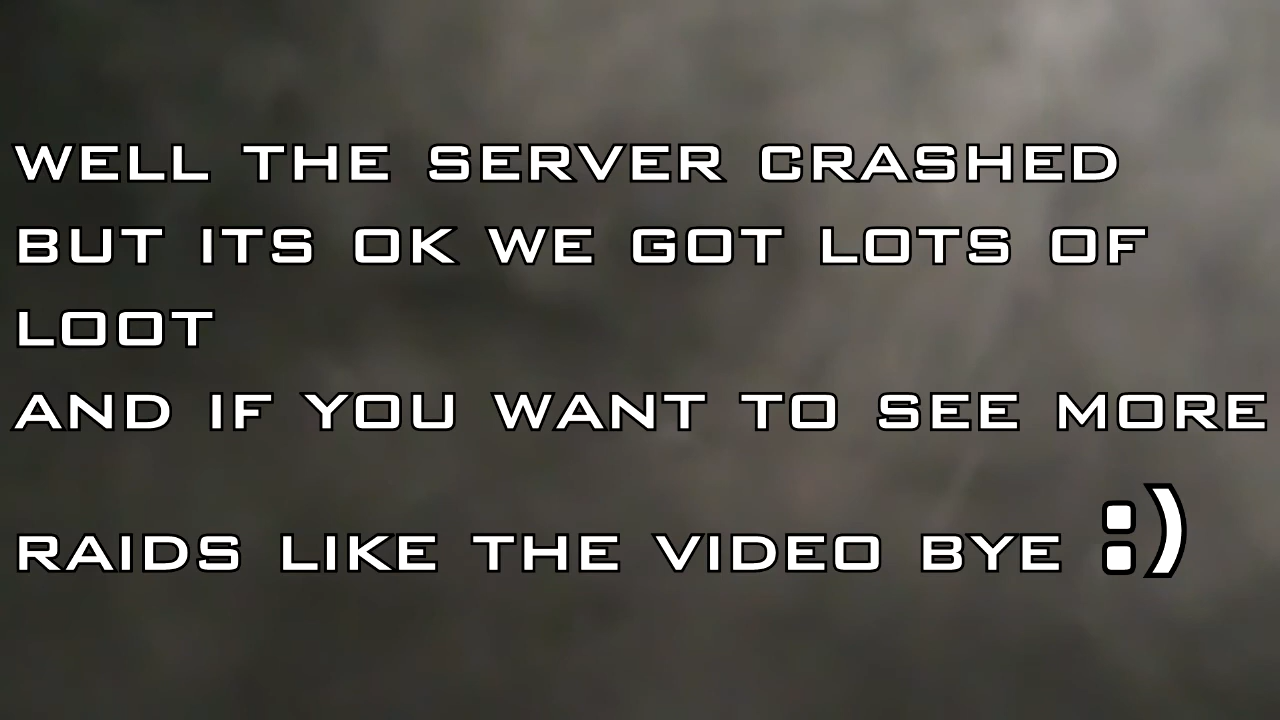 WELL THE SERVER CRASHED
BUT ITS OK WE GOT LOTS OF
LOOT
AND IF YOU WANT TO SEE MORE
RAIDS LIKE THE VIDEO BYE :)